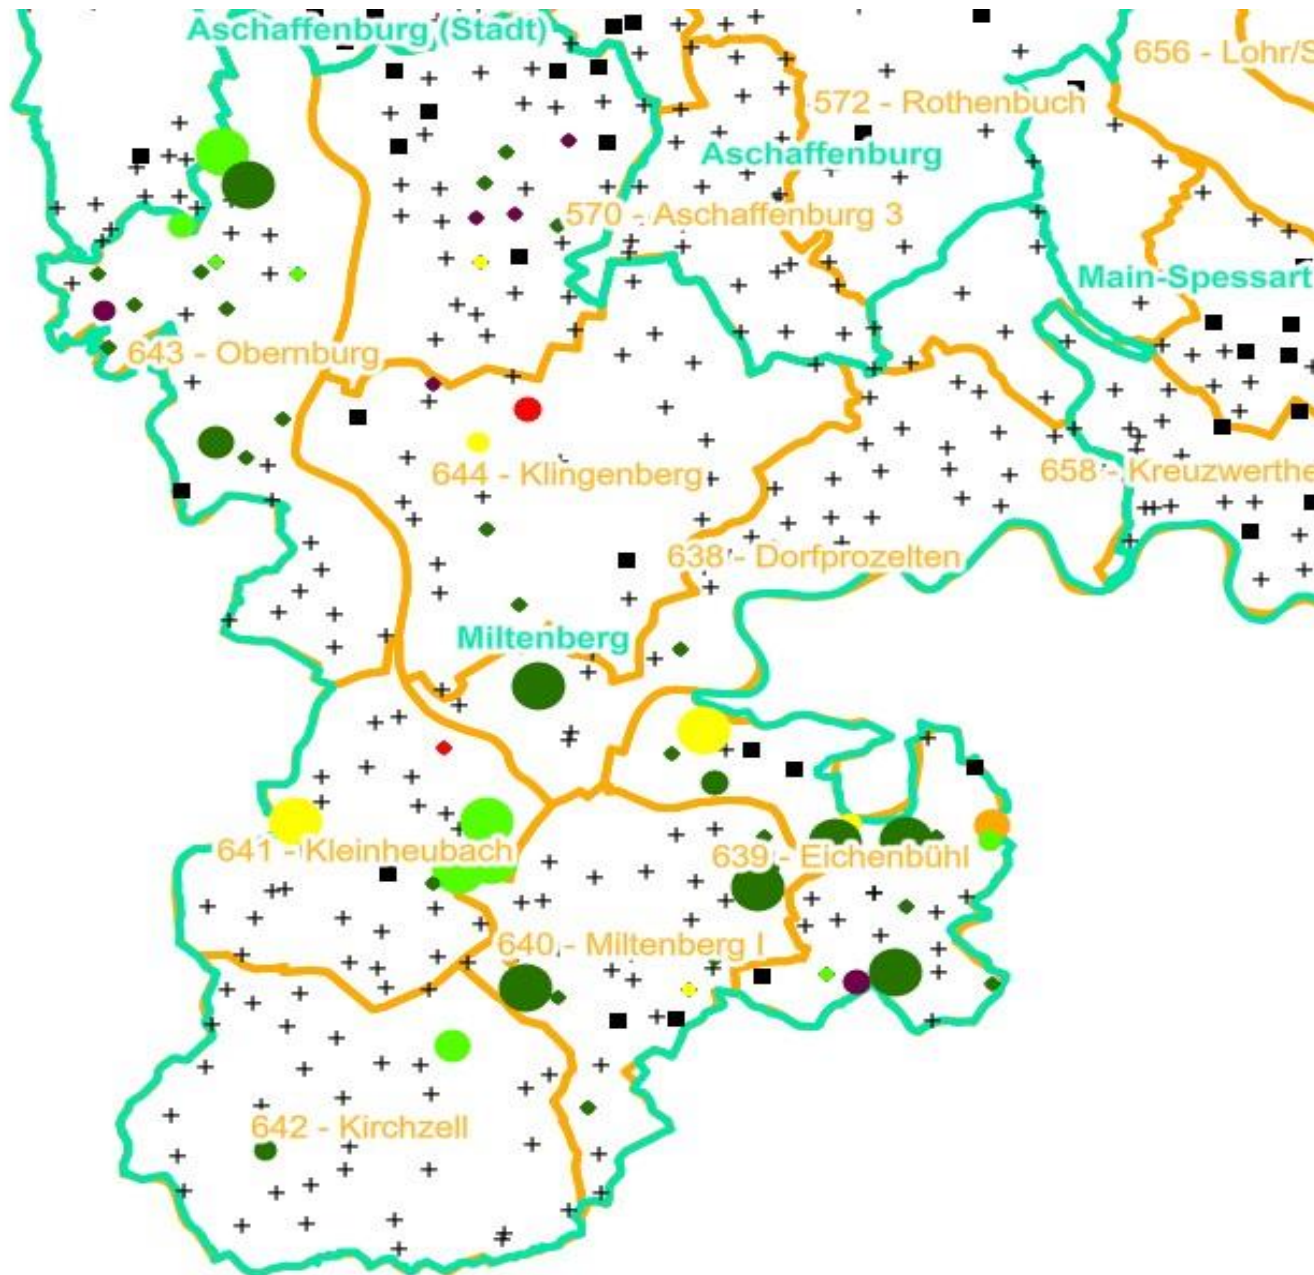 Aschaffenburg (Stadt)
656 - Lohr/S
572 - Rothenbuch
Aschaffenburg
570 - Aschaffenburg 3
Main-Spessart
643 - Obernburg
644 - Klingenberg
658 - Kreuzwerthe
638 - Dorfprozelten
Miltenberg
641 - Kleinheubach
639 - Eichenbühl
640 - Miltenberg I
642 - Kirchzell